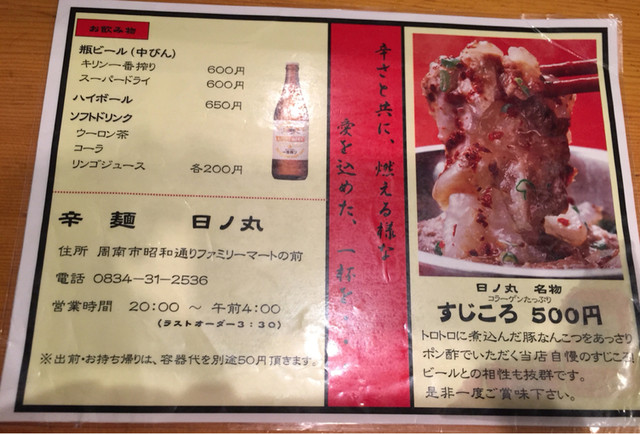 お飲み物
瓶ビール（中びん）
キリン一番搾り 600円
スーパードライ 600円
ハイボール 650円
ソフトドリンク
ウーロン茶
コーラ
リンゴジュース 各200円
辛麺 日ノ丸
住所 周南市昭和通りファミリーマートの前
電話 0834-31-2536
営業時間 20:00 ～ 午前4:00
（ラストオーダー3:30）
※出前・お持ち帰りは、容器代を別途50円頂きます。
辛さと共に、燃える様な
愛を込めた、一杯を
日ノ丸 名物
コラーゲンたっぷり
すじころ 500円
トロトロに煮込んだ豚なんこつをあっさり
ポン酢でいただく当店自慢のすじころ!
ビールとの相性も抜群です。
是非一度ご賞味下さい。